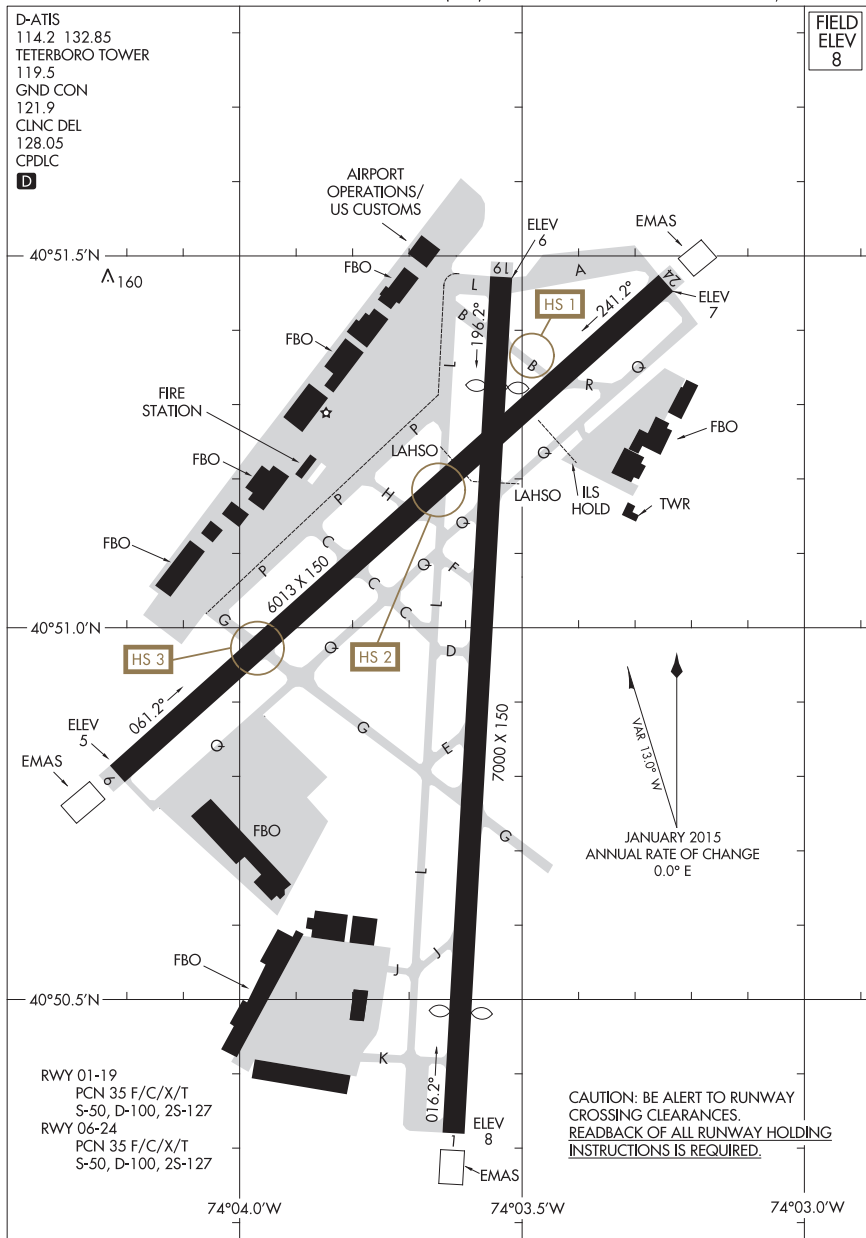 D-ATIS
114.2 132.85
TETERBORO TOWER
119.5
GND CON
121.9
CLNC DEL
128.05
CPDLC
D
FIELD
ELEV
8
AIRPORT
OPERATIONS/
US CUSTOMS
ELEV
6
EMAS
40°51.5'N
160
FBO
19
A
24
ELEV
7
L
B
HS 1
196.2°
241.2°
FBO
L
B
R
Q
FIRE
STATION
P
FBO
LAHSO
Q
FBO
LAHSO
ILS
HOLD
TWR
P
H
Q
FBO
C
P
C
Q
F
6013 X 150
C
L
40°51.0'N
G
Q
D
HS 3
HS 2
061.2°
ELEV
5
Q
G
E
7000 X 150
VAR 13.0° W
EMAS
6
FBO
G
JANUARY 2015
ANNUAL RATE OF CHANGE
0.0° E
L
FBO
J
J
40°50.5'N
K
016.2°
RWY 01-19
PCN 35 F/C/X/T
S-50, D-100, 2S-127
RWY 06-24
PCN 35 F/C/X/T
S-50, D-100, 2S-127
ELEV
8
1
EMAS
CAUTION: BE ALERT TO RUNWAY
CROSSING CLEARANCES.
READBACK OF ALL RUNWAY HOLDING
INSTRUCTIONS IS REQUIRED.
74°04.0'W
74°03.5'W
74°03.0'W